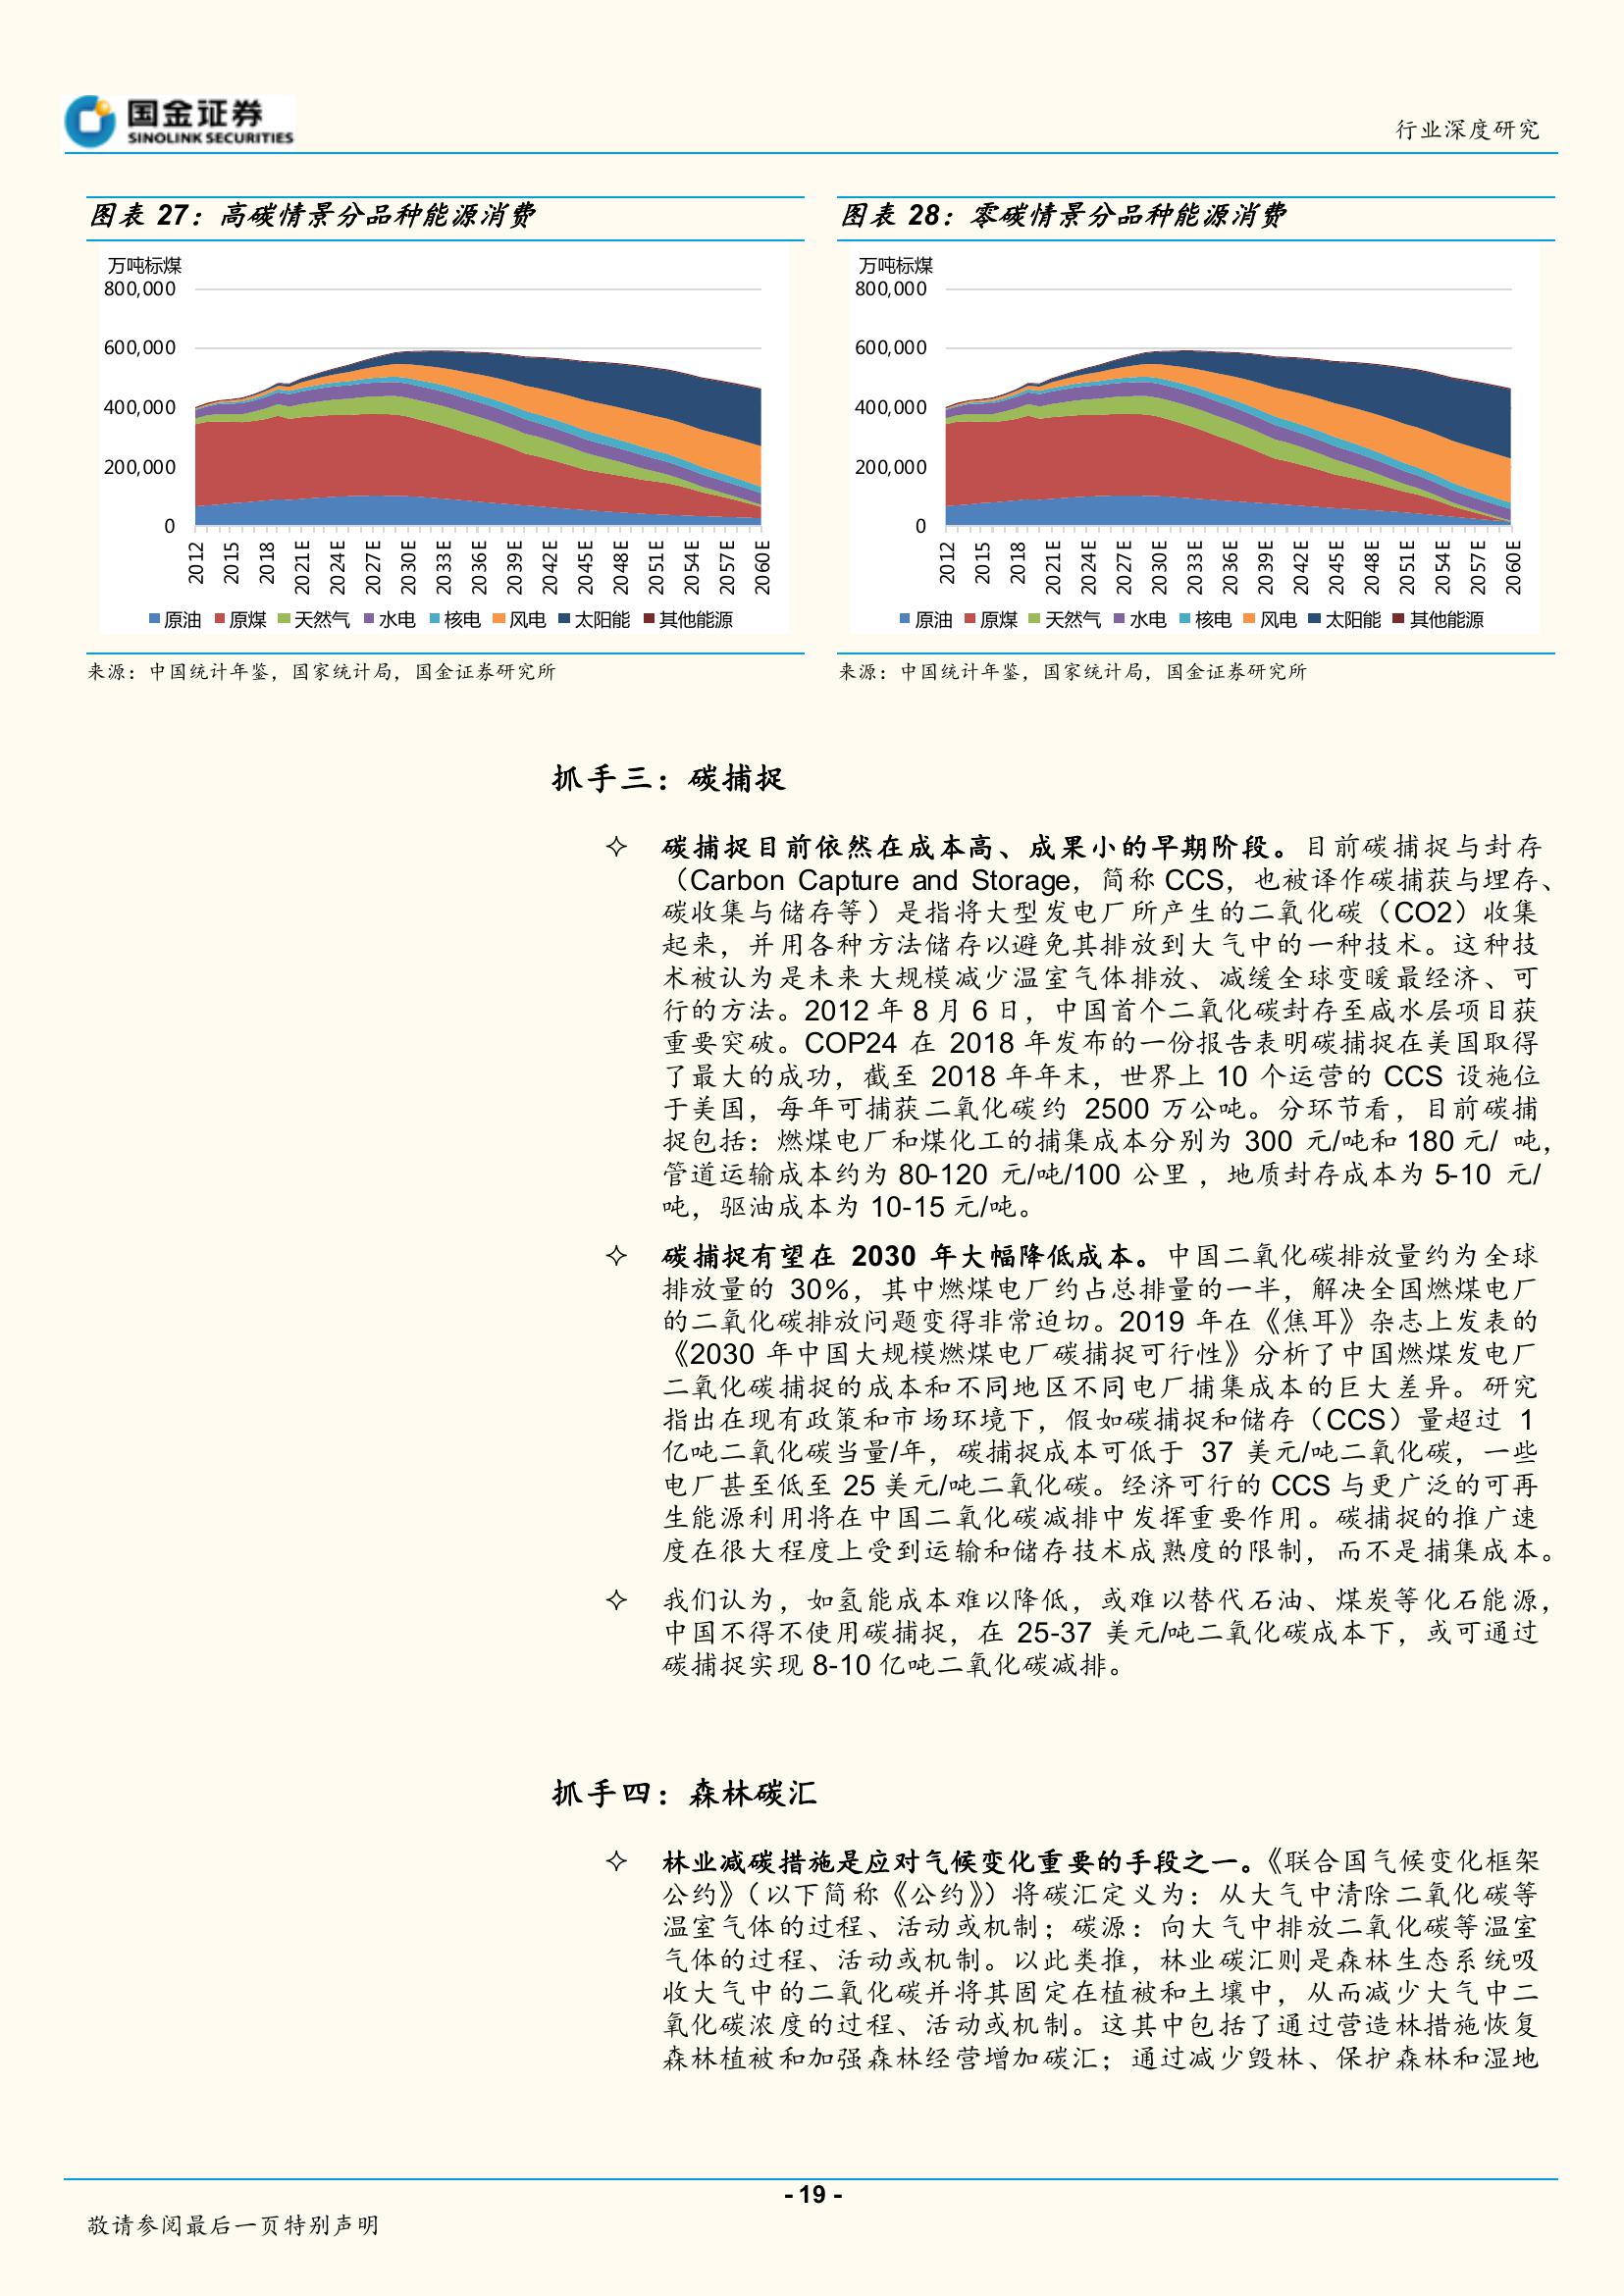 国金证券
SINOLINK SECURITIES
行业深度研究
图表 27：高碳情景分品种能源消费
万吨标煤
800,000
600,000
400,000
200,000
0
2012 2015 2018 2021E 2024E 2027E 2030E 2033E 2036E 2039E 2042E 2045E 2048E 2051E 2054E 2057E 2060E
原油 原煤 天然气 水电 核电 风电 太阳能 其他能源
来源：中国统计年鉴，国家统计局，国金证券研究所
图表 28：零碳情景分品种能源消费
万吨标煤
800,000
600,000
400,000
200,000
0
2012 2015 2018 2021E 2024E 2027E 2030E 2033E 2036E 2039E 2042E 2045E 2048E 2051E 2054E 2057E 2060E
原油 原煤 天然气 水电 核电 风电 太阳能 其他能源
来源：中国统计年鉴，国家统计局，国金证券研究所
抓手三：碳捕捉
碳捕捉目前依然在成本高、成果小的早期阶段。目前碳捕捉与封存
（Carbon Capture and Storage，简称 CCS，也被译作碳捕获与埋存、
碳收集与储存等）是指将大型发电厂所产生的二氧化碳（CO2）收集
起来，并用各种方法储存以避免其排放到大气中的一种技术。这种技
术被认为是未来大规模减少温室气体排放、减缓全球变暖最经济、可
行的方法。2012 年 8 月 6 日，中国首个二氧化碳封存至咸水层项目获
重要突破。COP24 在 2018 年发布的一份报告表明碳捕捉在美国取得
了最大的成功，截至 2018 年年末，世界上 10 个运营的 CCS 设施位
于美国，每年可捕获二氧化碳约 2500 万公吨。分环节看，目前碳捕
捉包括：燃煤电厂和煤化工的捕集成本分别为 300 元/吨和 180 元/ 吨，
管道运输成本约为 80-120 元/吨/100 公里，地质封存成本为 5-10 元/
吨，驱油成本为 10-15 元/吨。
碳捕捉有望在 2030 年大幅降低成本。中国二氧化碳排放量约为全球
排放量的 30%，其中燃煤电厂约占总排量的一半，解决全国燃煤电厂
的二氧化碳排放问题变得非常迫切。2019 年在《焦耳》杂志上发表的
《2030 年中国大规模燃煤电厂碳捕捉可行性》分析了中国燃煤发电厂
二氧化碳捕捉的成本和不同地区不同电厂捕集成本的巨大差异。研究
指出在现有政策和市场环境下，假如碳捕捉和储存（CCS）量超过 1
亿吨二氧化碳当量/年，碳捕捉成本可低于 37 美元/吨二氧化碳，一些
电厂甚至低至 25 美元/吨二氧化碳。经济可行的 CCS 与更广泛的可再
生能源利用将在中国二氧化碳减排中发挥重要作用。碳捕捉的推广速
度在很大程度上受到运输和储存技术成熟度的限制，而不是捕集成本。
我们认为，如氢能成本难以降低，或难以替代石油、煤炭等化石能源，
中国不得不使用碳捕捉，在 25-37 美元/吨二氧化碳成本下，或可通过
碳捕捉实现 8-10 亿吨二氧化碳减排。
抓手四：森林碳汇
林业减碳措施是应对气候变化重要的手段之一。《联合国气候变化框架
公约》（以下简称《公约》）将碳汇定义为：从大气中清除二氧化碳等
温室气体的过程、活动或机制；碳源：向大气中排放二氧化碳等温室
气体的过程、活动或机制。以此类推，林业碳汇则是森林生态系统吸
收大气中的二氧化碳并将其固定在植被和土壤中，从而减少大气中二
氧化碳浓度的过程、活动或机制。这其中包括了通过营造林措施恢复
森林植被和加强森林经营增加碳汇；通过减少毁林、保护森林和湿地
- 19 -
敬请参阅最后一页特别声明